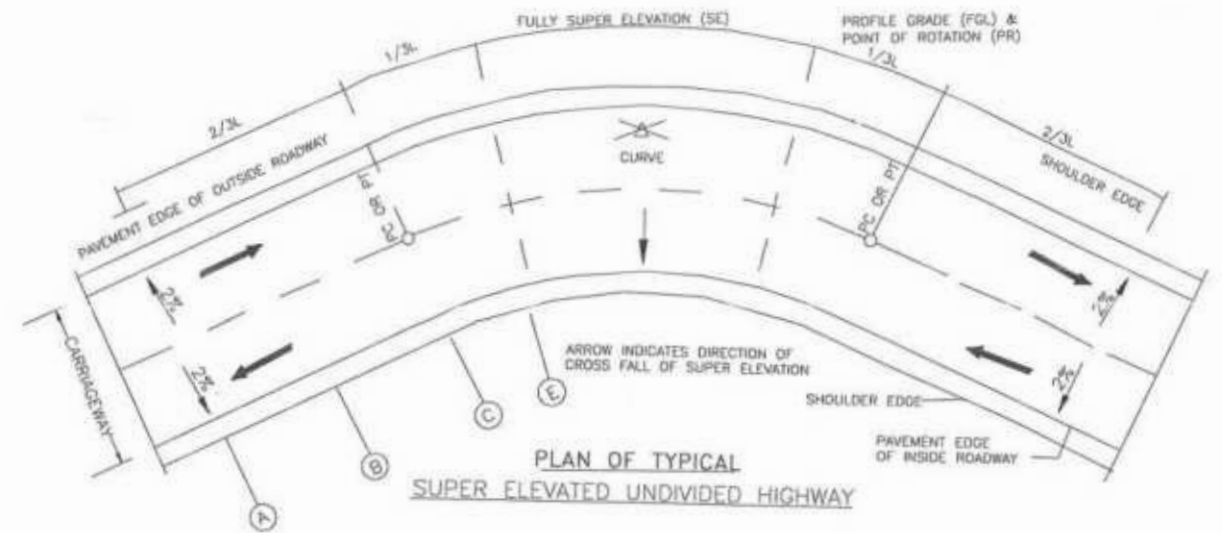 FULLY SUPER ELEVATION (SE)
PROFILE GRADE (FGL) &
POINT OF ROTATION (PR)
1/3L
1/3L
2/3L
2/3L
SHOULDER EDGE
PAVEMENT EDGE OF OUTSIDE ROADWAY
CURVE
PC OR PT
PC OR PT
2%
2%
2%
2%
CARRIAGEWAY
ARROW INDICATES DIRECTION OF
CROSS FALL OF SUPER ELEVATION
SHOULDER EDGE
PAVEMENT EDGE
OF INSIDE ROADWAY
E
C
B
A
PLAN OF TYPICAL
SUPER ELEVATED UNDIVIDED HIGHWAY